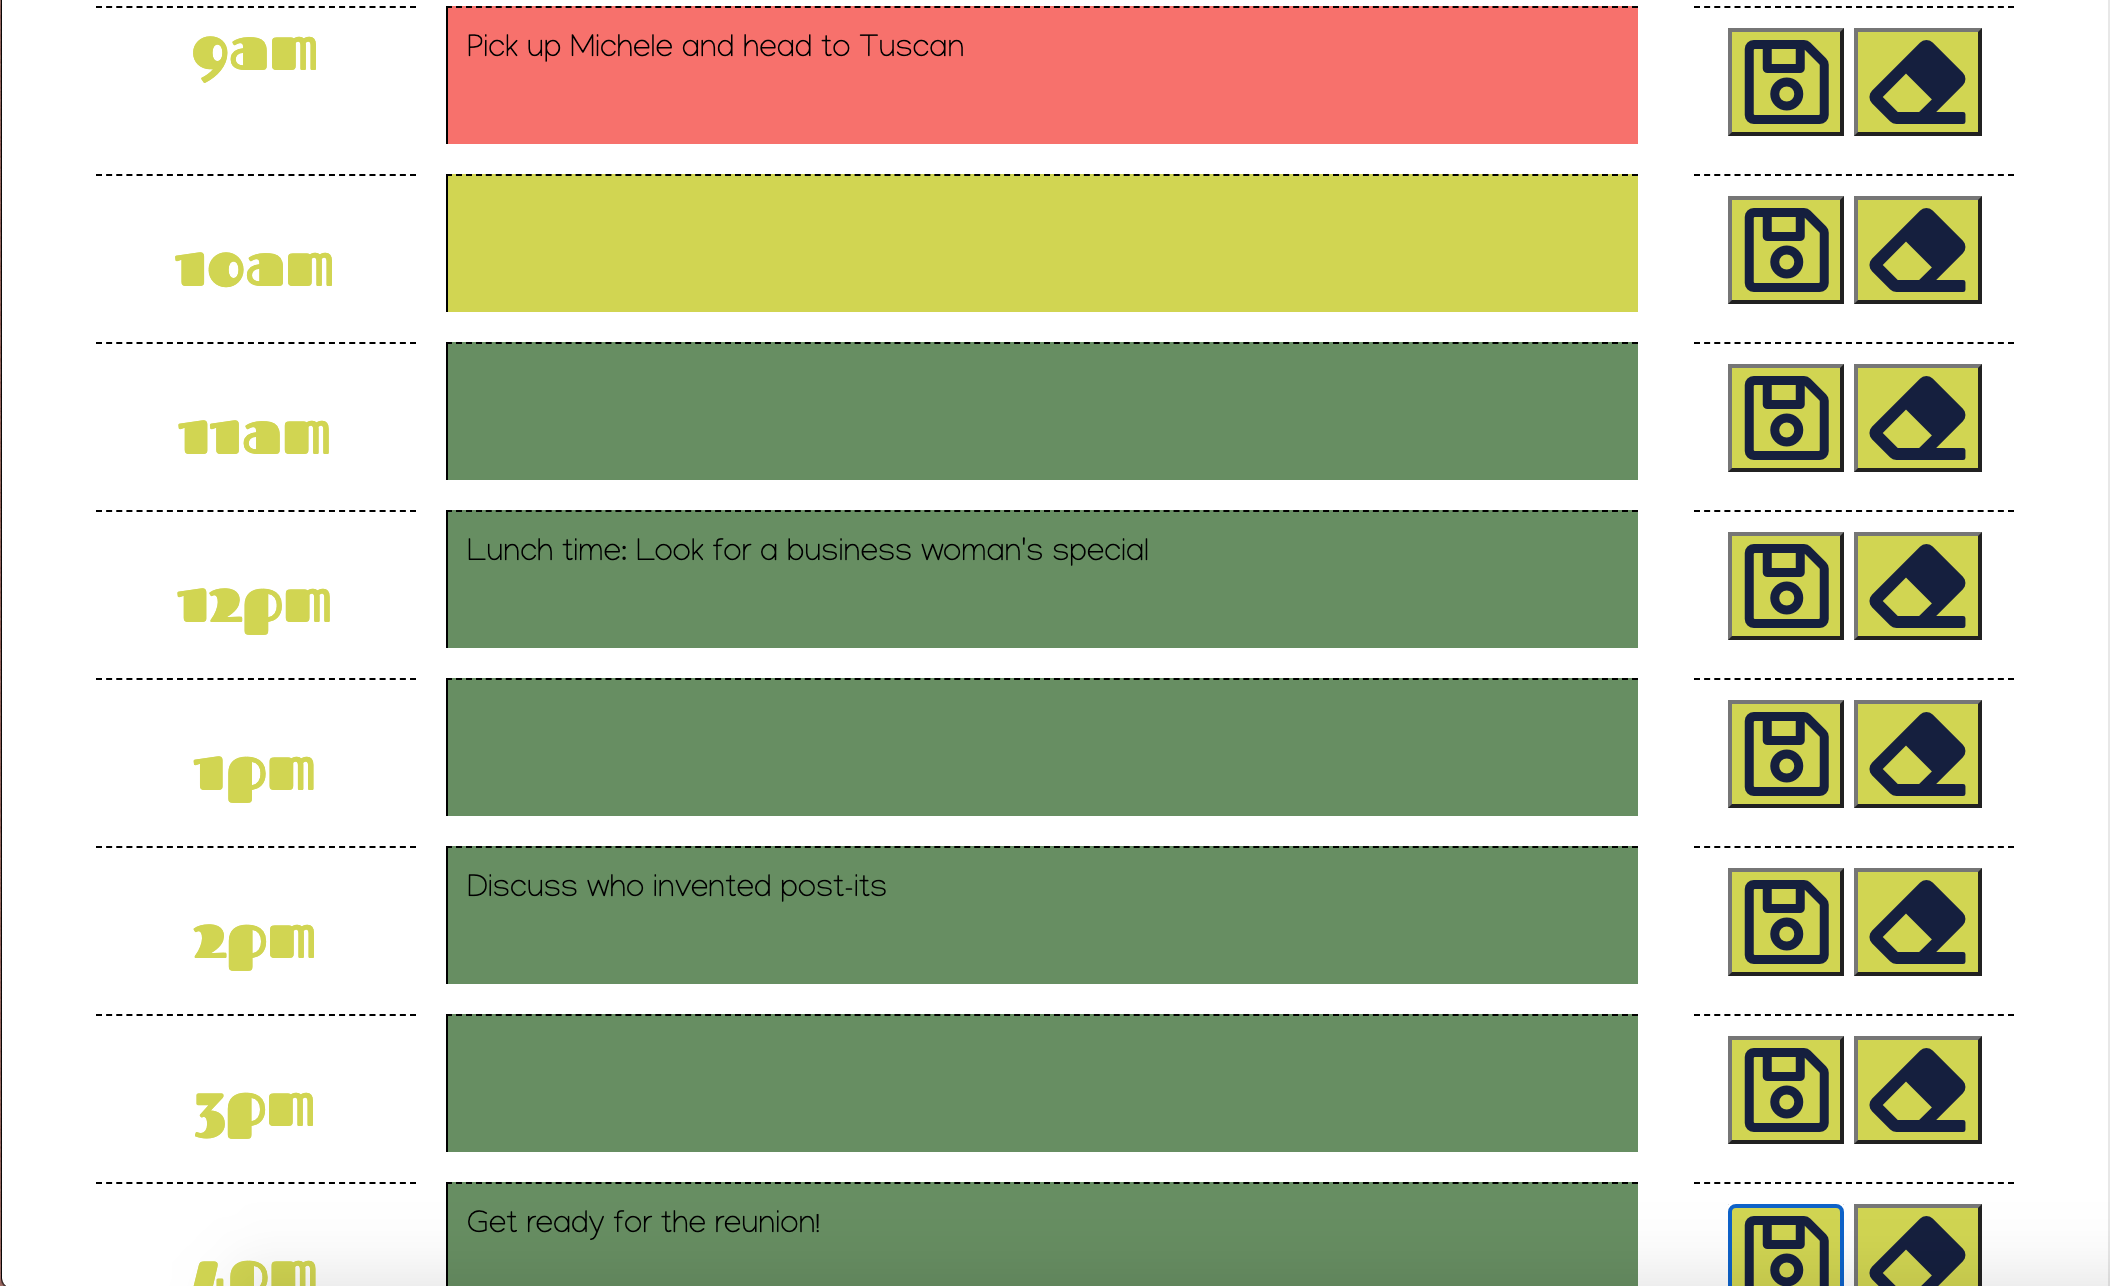 9am
Pick up Michele and head to Tuscan
10am
11am
12pm
Lunch time: Look for a business woman's special
1pm
2pm
Discuss who invented post-its
3pm
4pm
Get ready for the reunion!